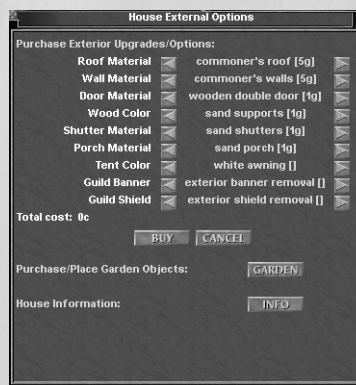 House External Options
Purchase Exterior Upgrades/Options:
Roof Material commoner's roof [5g]
Wall Material commoner's walls [5g]
Door Material wooden double door [1g]
Wood Color sand supports [1g]
Shutter Material sand shutters [1g]
Porch Material sand porch [1g]
Tent Color white awning []
Guild Banner exterior banner removal []
Guild Shield exterior shield removal []
Total cost: 0c
BUY CANCEL
Purchase/Place Garden Objects: GARDEN
House Information: INFO